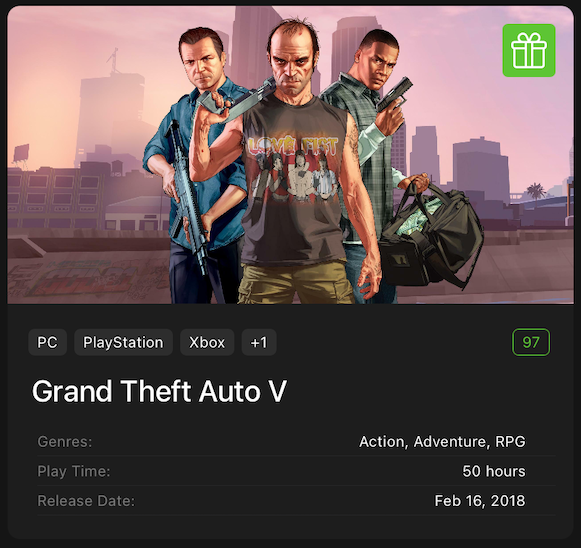 LOVE FIST
PC PlayStation Xbox +1 97
Grand Theft Auto V
Genres: Action, Adventure, RPG
Play Time: 50 hours
Release Date: Feb 16, 2018